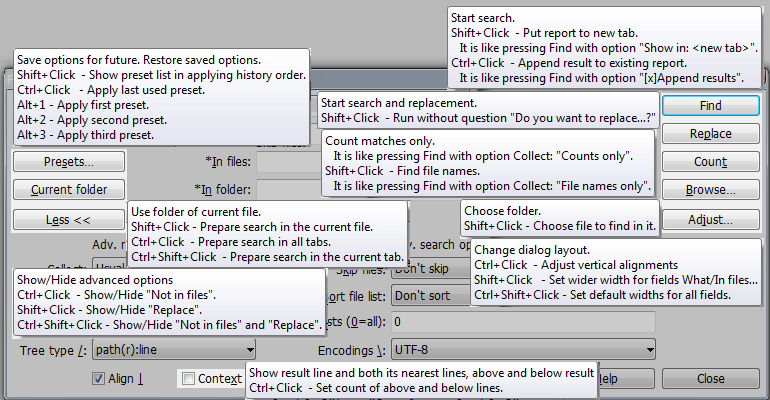 Start search.
Shift+Click - Put report to new tab.
It is like pressing Find with option "Show in: <new tab>".
Ctrl+Click - Append result to existing report.
It is like pressing Find with option "[x]Append results".
Save options for future. Restore saved options.
Shift+Click - Show preset list in applying history order.
Ctrl+Click - Apply last used preset.
Alt+1 - Apply first preset.
Alt+2 - Apply second preset.
Alt+3 - Apply third preset.
Start search and replacement.
Shift+Click - Run without question "Do you want to replace...?"
Find
Replace
Count matches only.
It is like pressing Find with option Collect: "Counts only".
Shift+Click - Find file names.
It is like pressing Find with option Collect: "File names only".
Presets...
*In files:
Count
Current folder
*In folder:
Browse...
Less <<
Adjust...
Use folder of current file.
Shift+Click - Prepare search in the current file.
Ctrl+Click - Prepare search in all tabs.
Ctrl+Shift+Click - Prepare search in the current tab.
Choose folder.
Shift+Click - Choose file to find in it.
Adv. r
. search op
Change dialog layout.
Ctrl+Click - Adjust vertical alignments
Shift+Click - Set wider width for fields What/In files...
Ctrl+Shift+Click - Set default widths for all fields.
Skip files:
Don't skip
Show/Hide advanced options
Ctrl+Click - Show/Hide "Not in files".
Shift+Click - Show/Hide "Replace".
Ctrl+Shift+Click - Show/Hide "Not in files" and "Replace".
ort file list:
Don't sort
sts (0=all):
0
Tree type /:
path(r):line
Encodings \:
UTF-8
Align |
Context
Show result line and both its nearest lines, above and below result
Ctrl+Click - Set count of above and below lines.
elp
Close